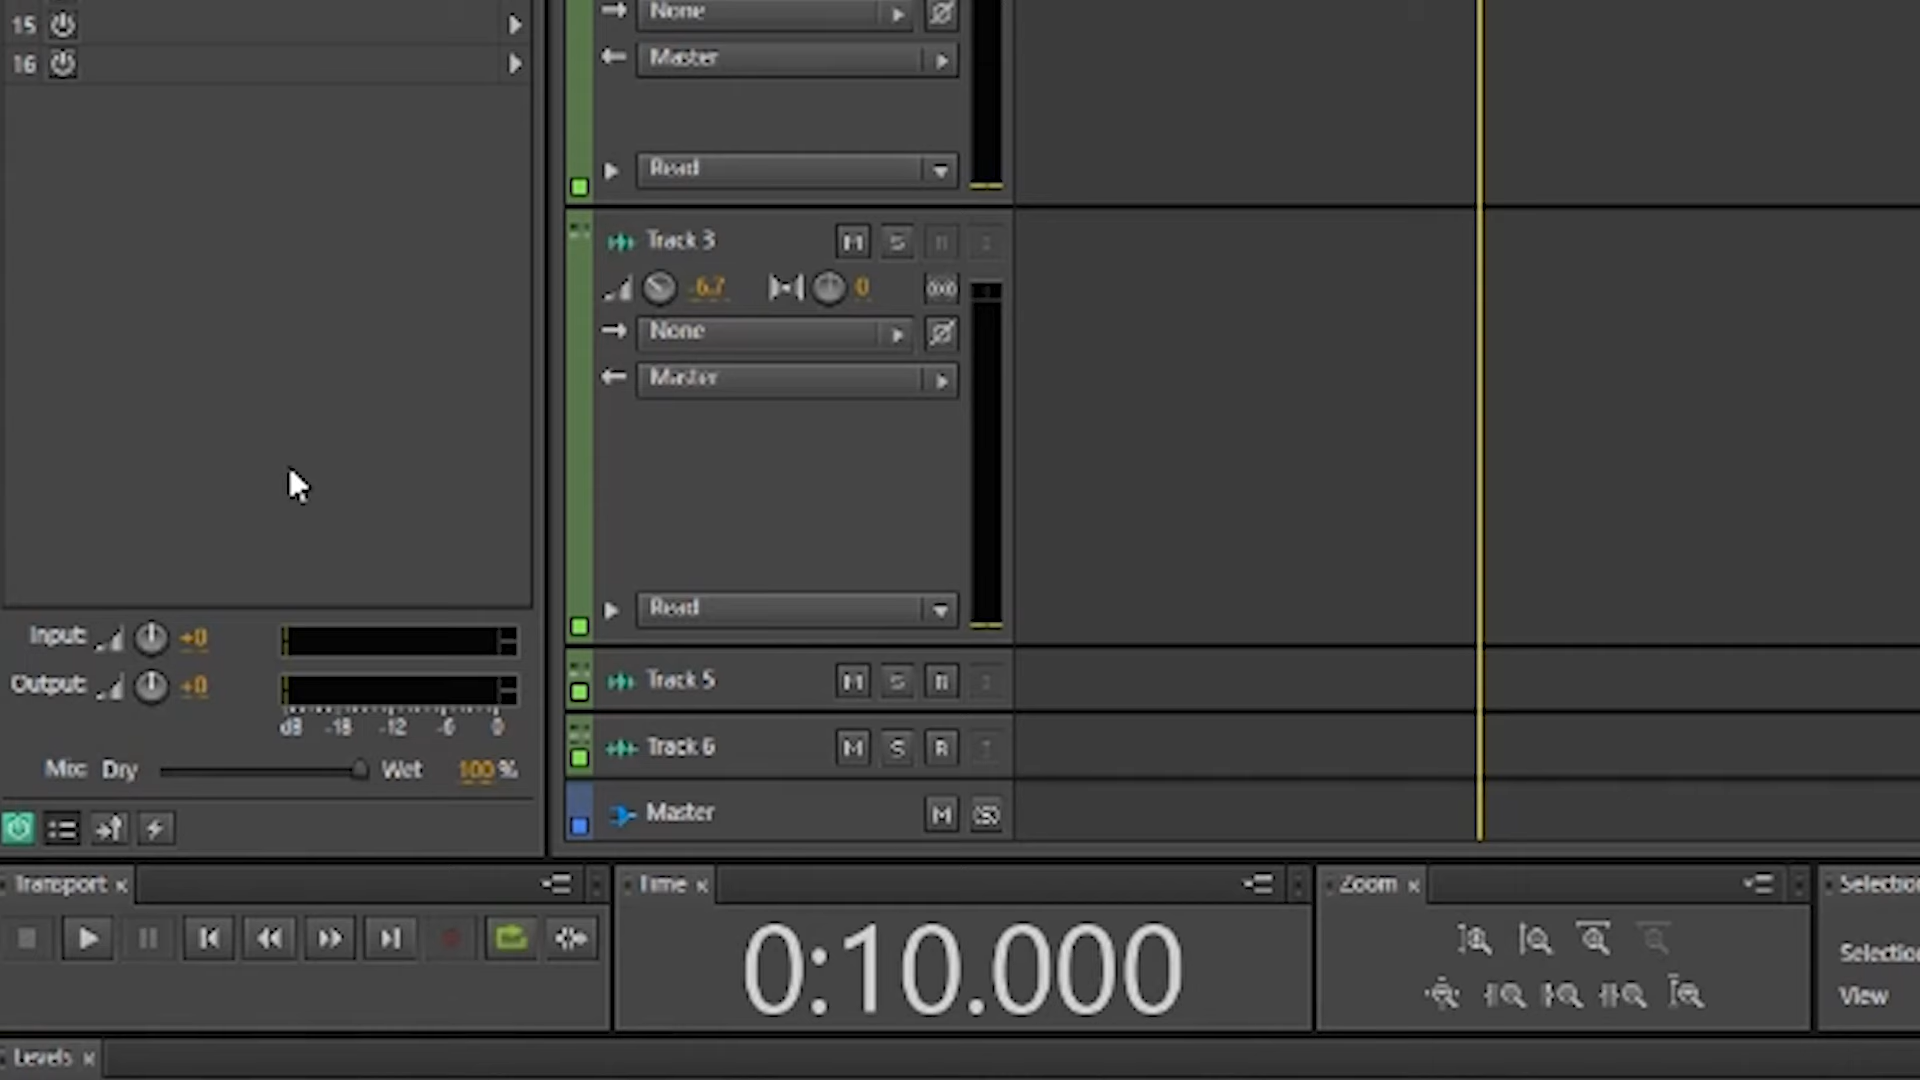 15
16
None
Master
Read
Track 3 M S R I
-6.7 0
None
Master
Read
Input: +0
Output: +0
dB -18 -12 -6 0
Mix: Dry Wet 100 %
Track 5 M S R I
Track 6 M S R I
Master M S
Transport x
Time x
0:10.000
Zoom x
Selectio
Selectio
View
Levels x